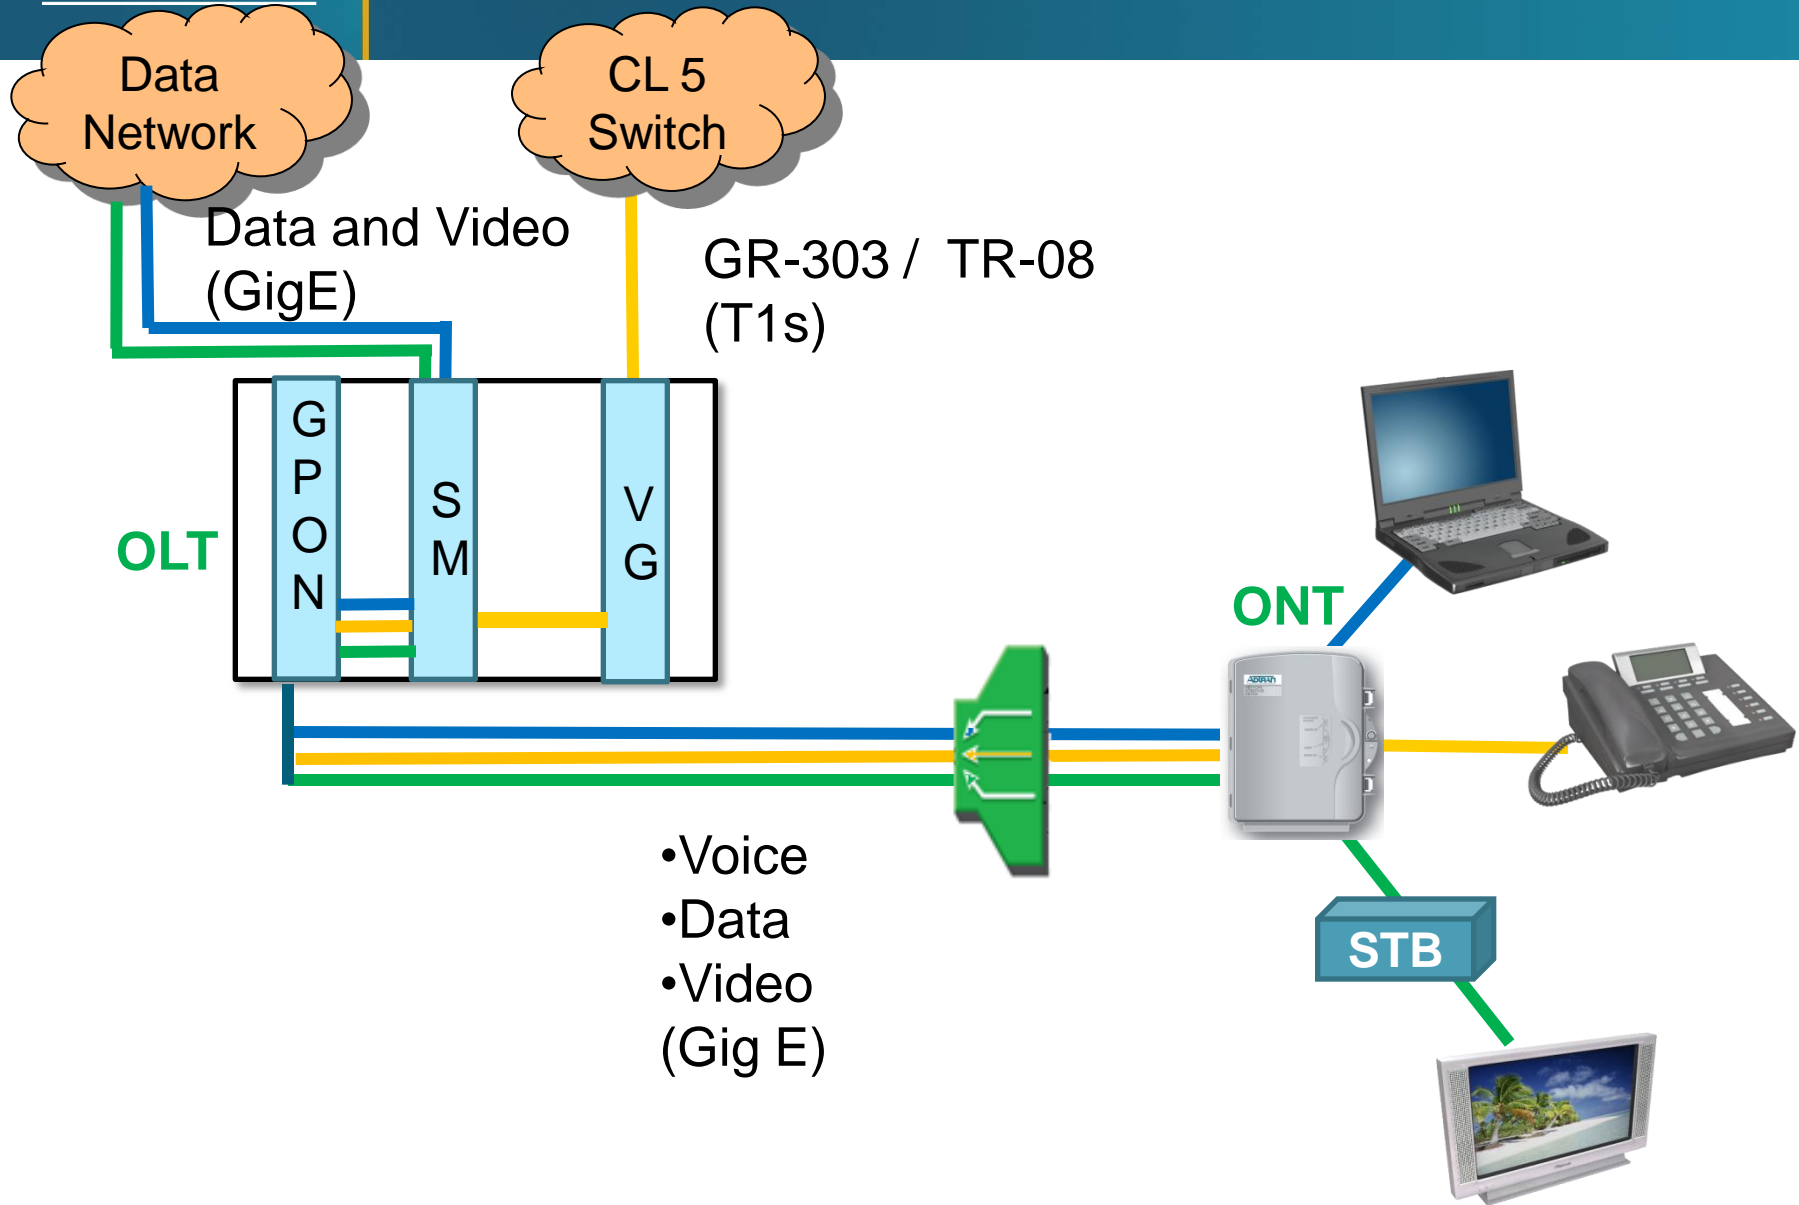 Data
Network
CL 5
Switch
Data and Video
(GigE)
GR-303 / TR-08
(T1s)
G
P
O
N
S
M
V
G
OLT
ONT
ADTRAN
•Voice
•Data
•Video
(Gig E)
STB